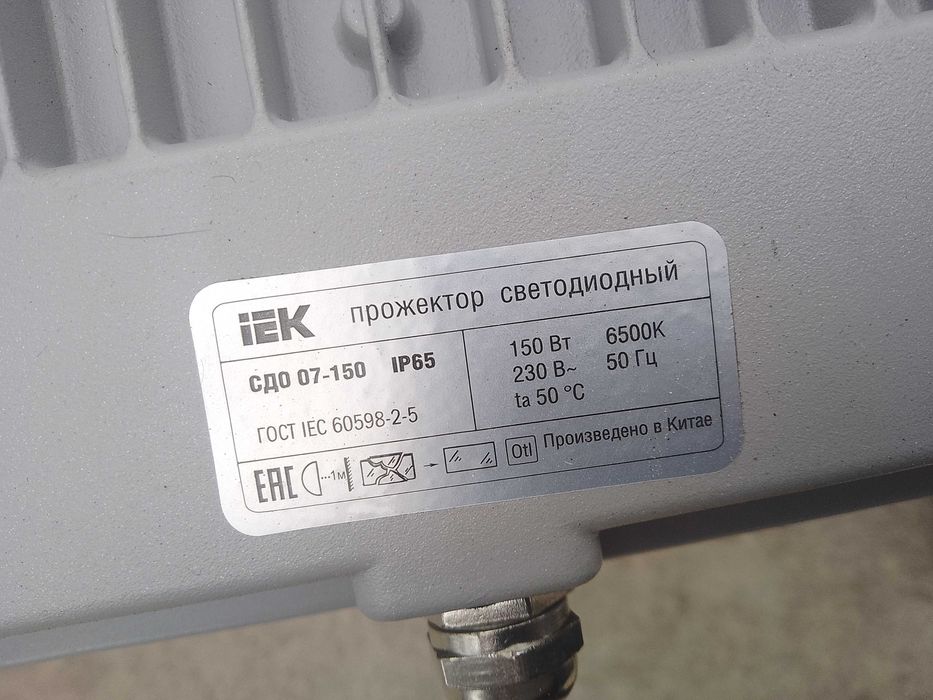 iEK прожектор светодиодный
СДО 07-150 IP65
ГОСТ IEC 60598-2-5
150 Вт 6500K
230 В~ 50 Гц
ta 50 °C
EAC ...1м Otl Произведено в Китае